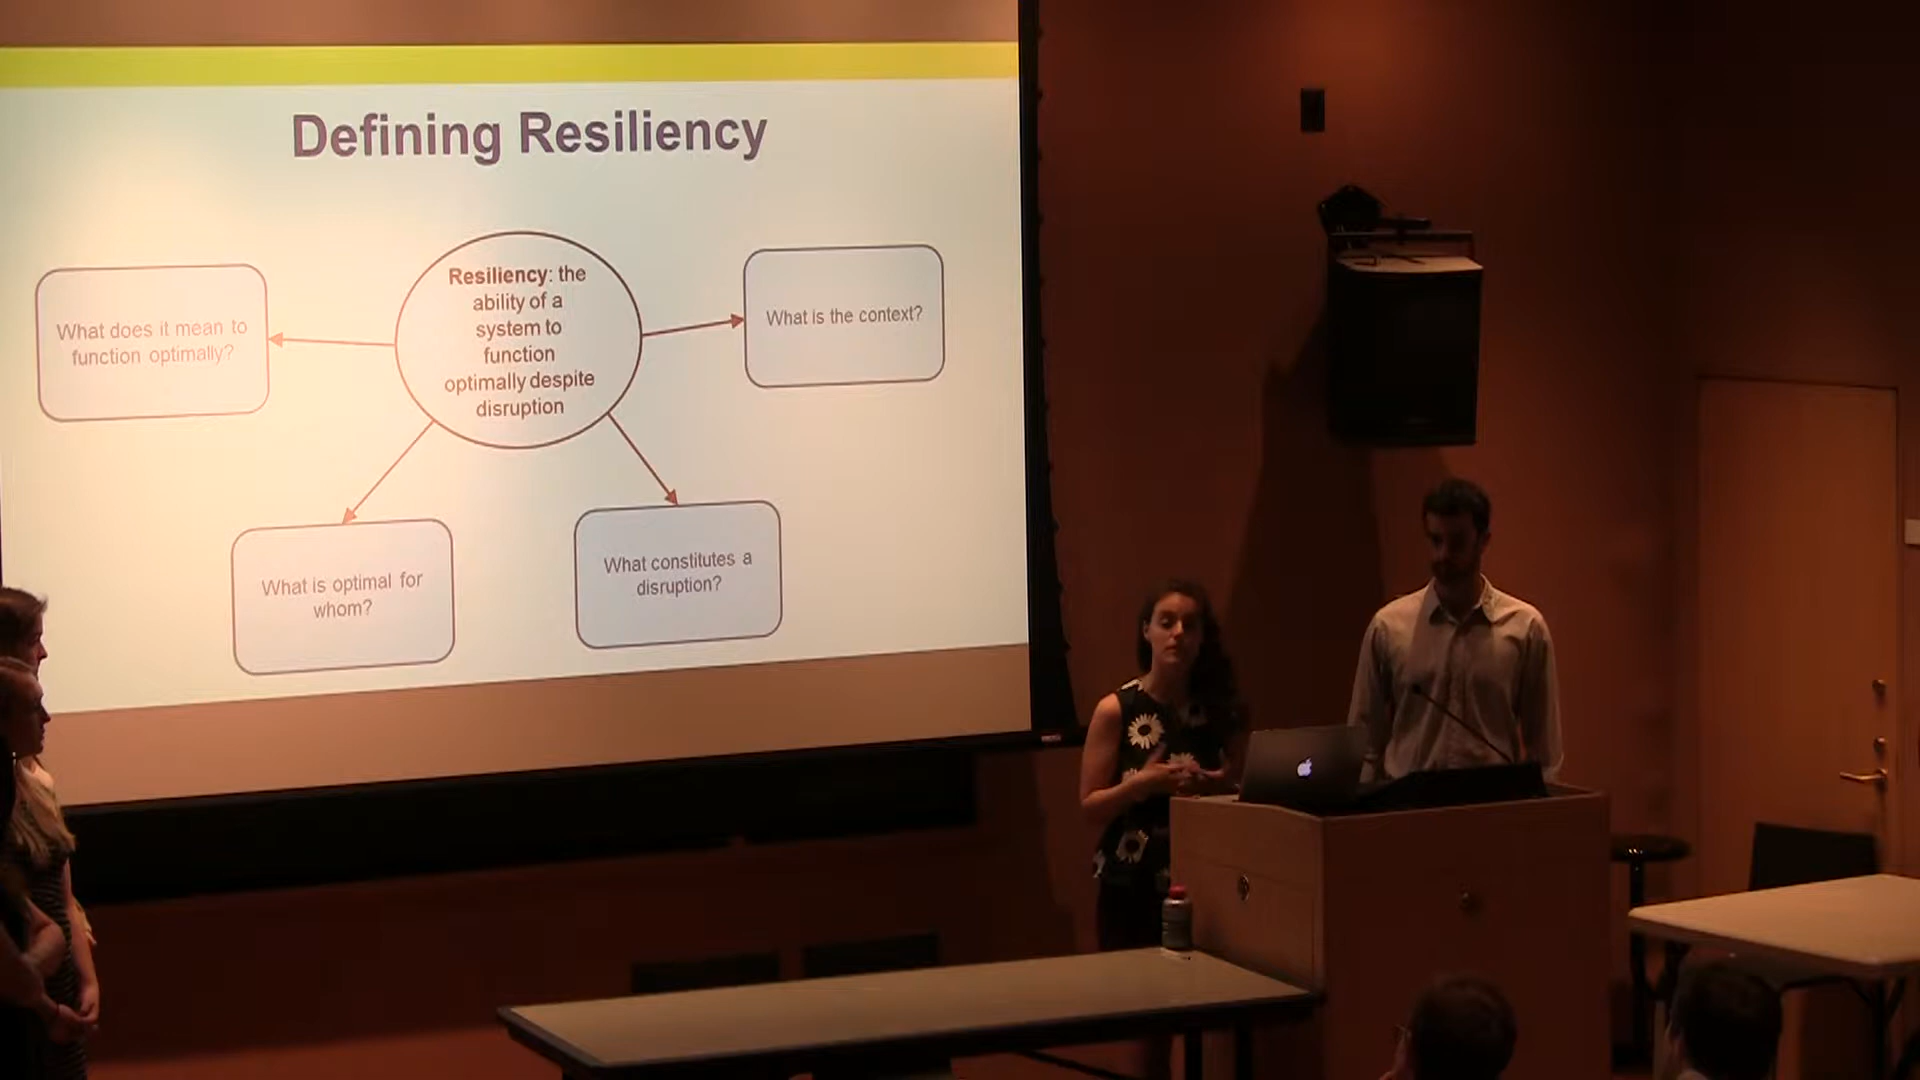 Defining Resiliency
Resiliency: the
ability of a
system to
function
optimally despite
disruption
What does it mean to
function optimally?
What is the context?
What is optimal for
whom?
What constitutes a
disruption?